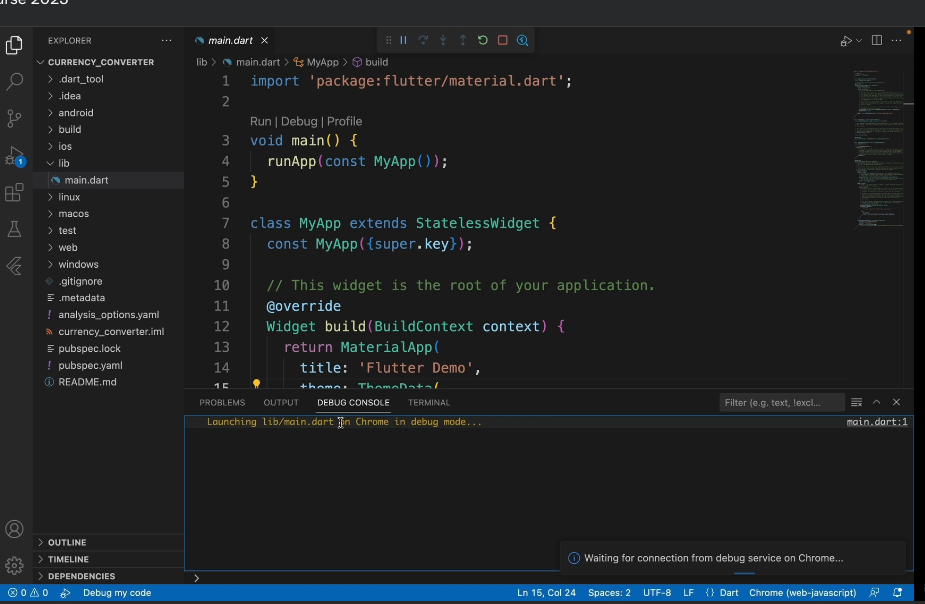 EXPLORER
CURRENCY_CONVERTER
.dart_tool
.idea
android
build
ios
lib
main.dart
linux
macos
test
web
windows
.gitignore
.metadata
analysis_options.yaml
currency_converter.iml
pubspec.lock
pubspec.yaml
README.md
OUTLINE
TIMELINE
DEPENDENCIES
1
main.dart
lib > main.dart > MyApp > build
1 import 'package:flutter/material.dart';
2
Run | Debug | Profile
3 void main() {
4 runApp(const MyApp());
5 }
6
7 class MyApp extends StatelessWidget {
8 const MyApp({super.key});
9
10 // This widget is the root of your application.
11 @override
12 Widget build(BuildContext context) {
13 return MaterialApp(
14 title: 'Flutter Demo',
15 theme: ThemeData(
PROBLEMS OUTPUT DEBUG CONSOLE TERMINAL Filter (e.g. text, !excl...
Launching lib/main.dart on Chrome in debug mode... main.dart:1
Waiting for connection from debug service on Chrome...
>
0 0 Debug my code Ln 15, Col 24 Spaces: 2 UTF-8 LF {} Dart Chrome (web-javascript)